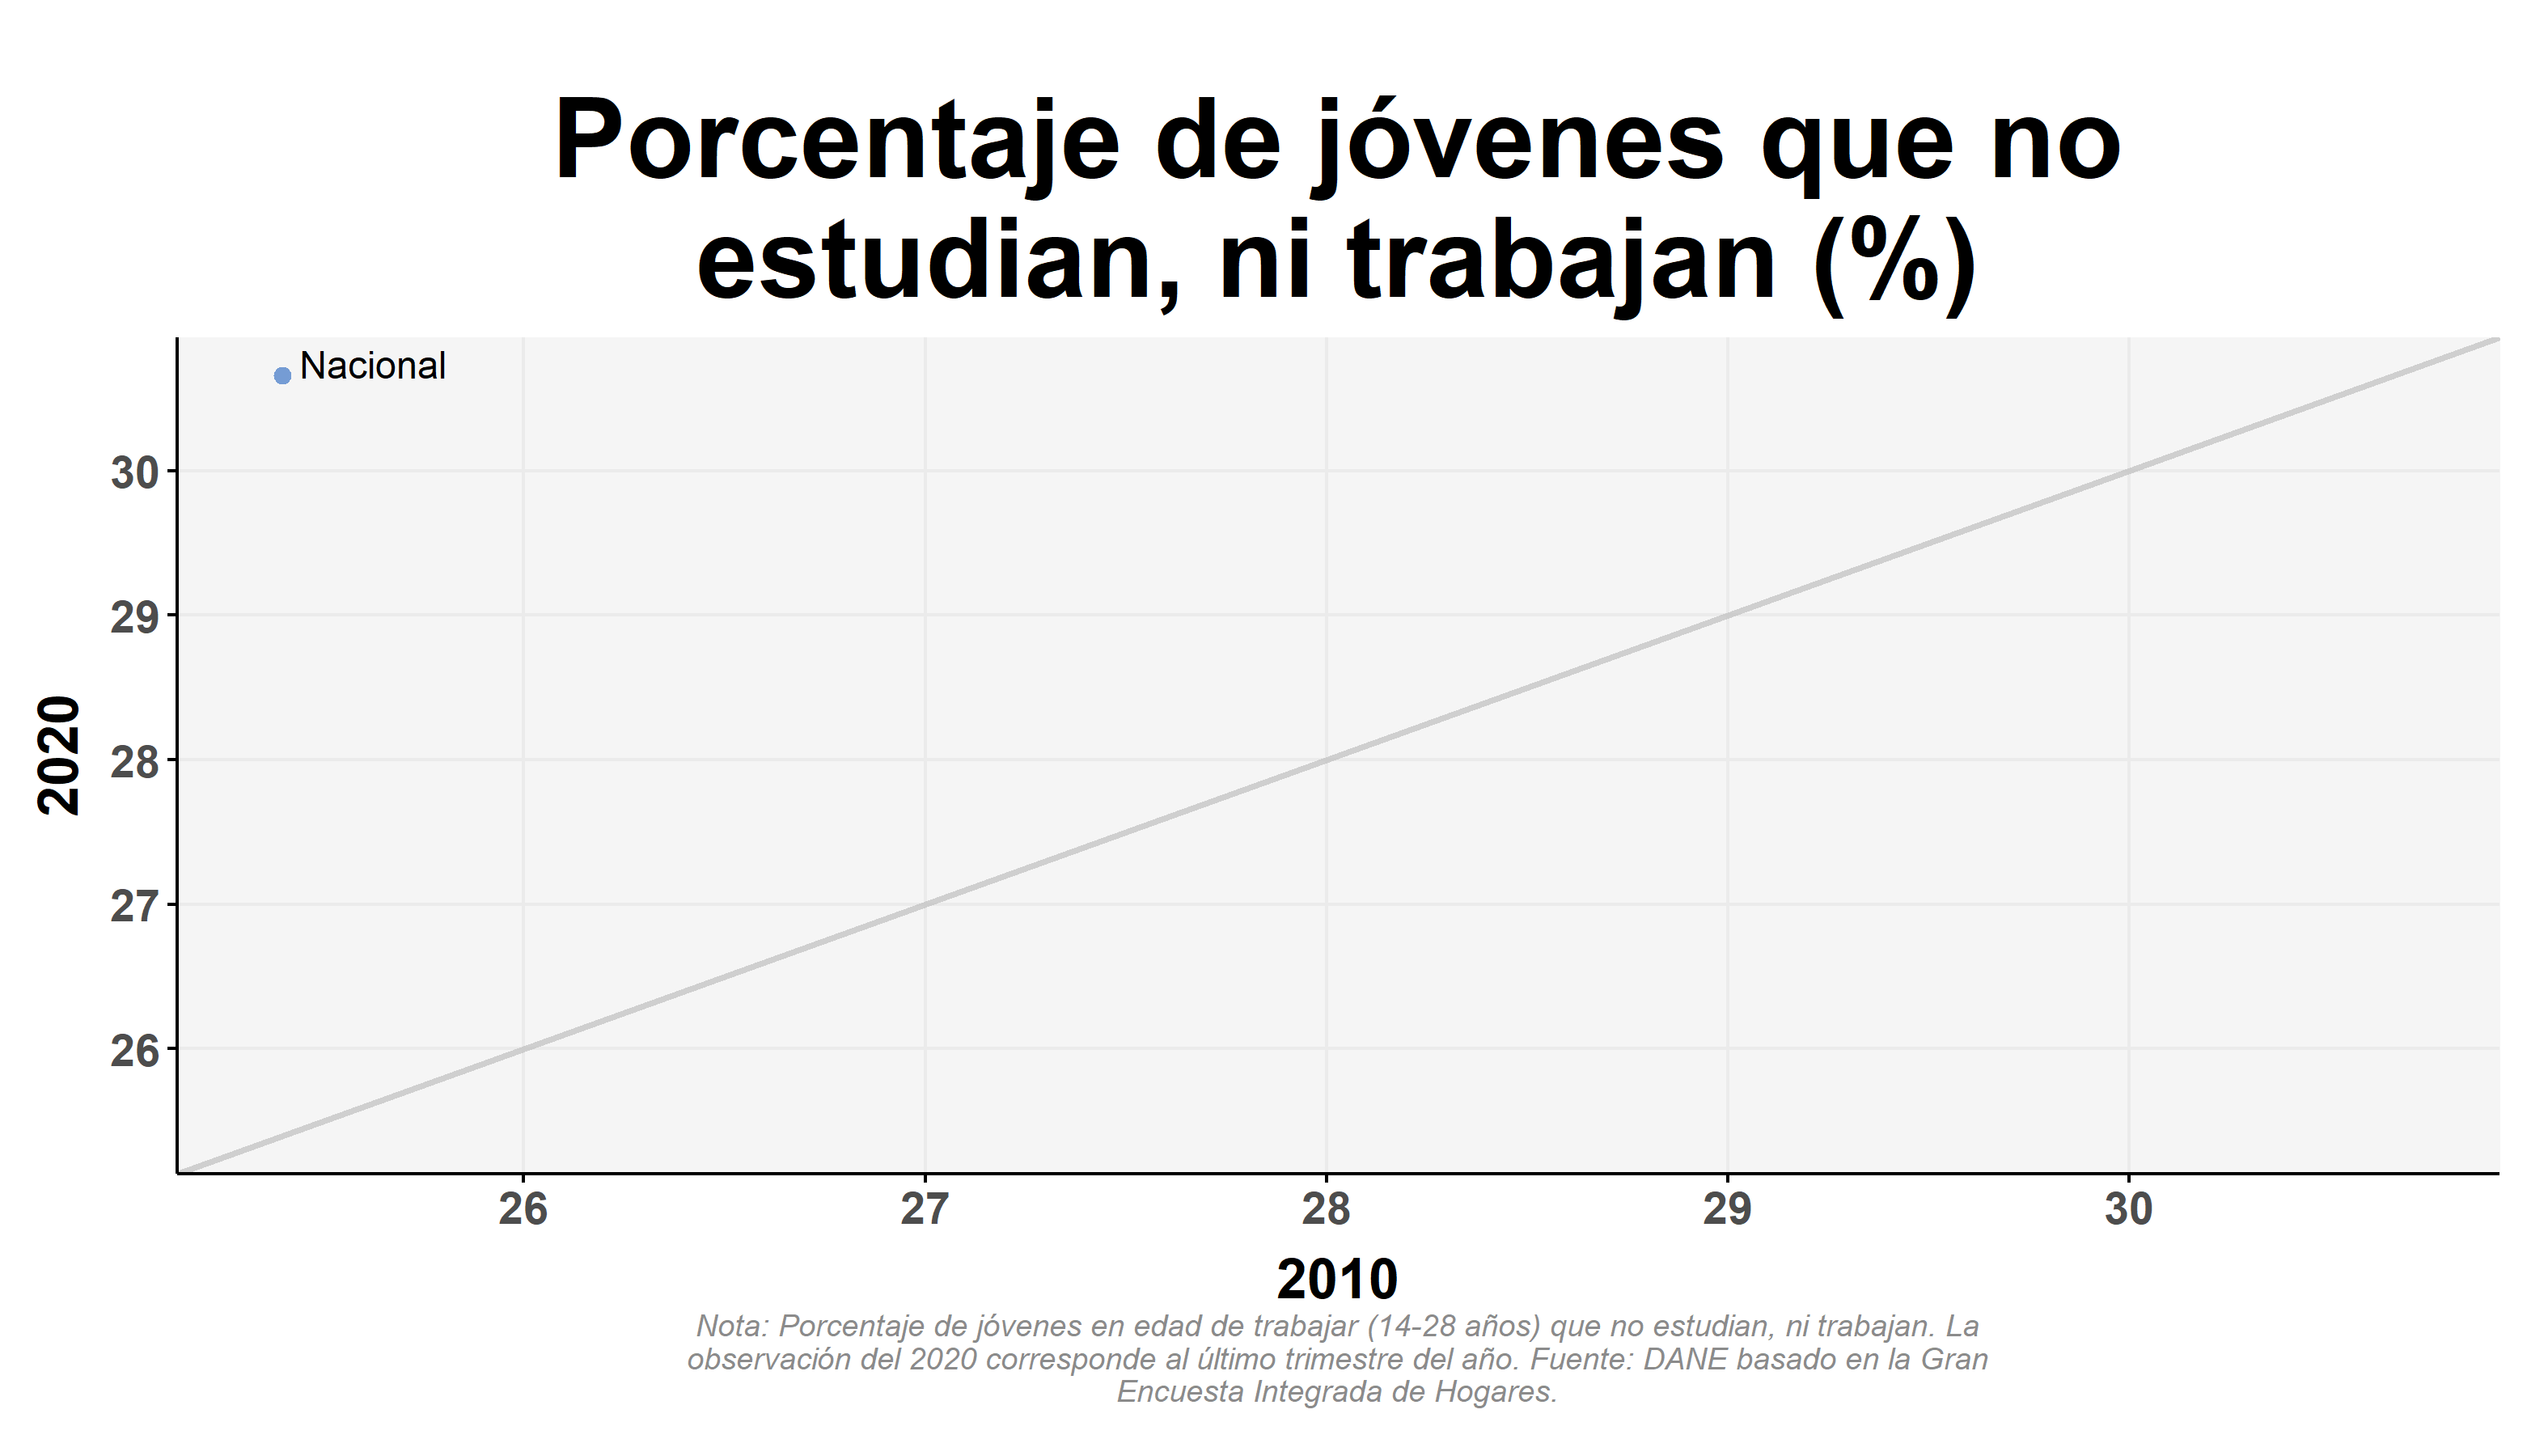 Porcentaje de jóvenes que no
estudian, ni trabajan (%)
Nacional
30
29
28
27
26
2020
26 27 28 29 30
2010
Nota: Porcentaje de jóvenes en edad de trabajar (14-28 años) que no estudian, ni trabajan. La
observación del 2020 corresponde al último trimestre del año. Fuente: DANE basado en la Gran
Encuesta Integrada de Hogares.